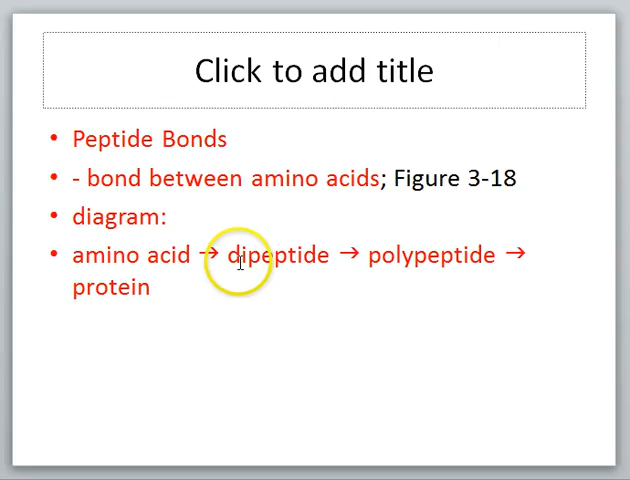 Click to add title
• Peptide Bonds
• - bond between amino acids; Figure 3-18
• diagram:
• amino acid → dipeptide → polypeptide →
protein